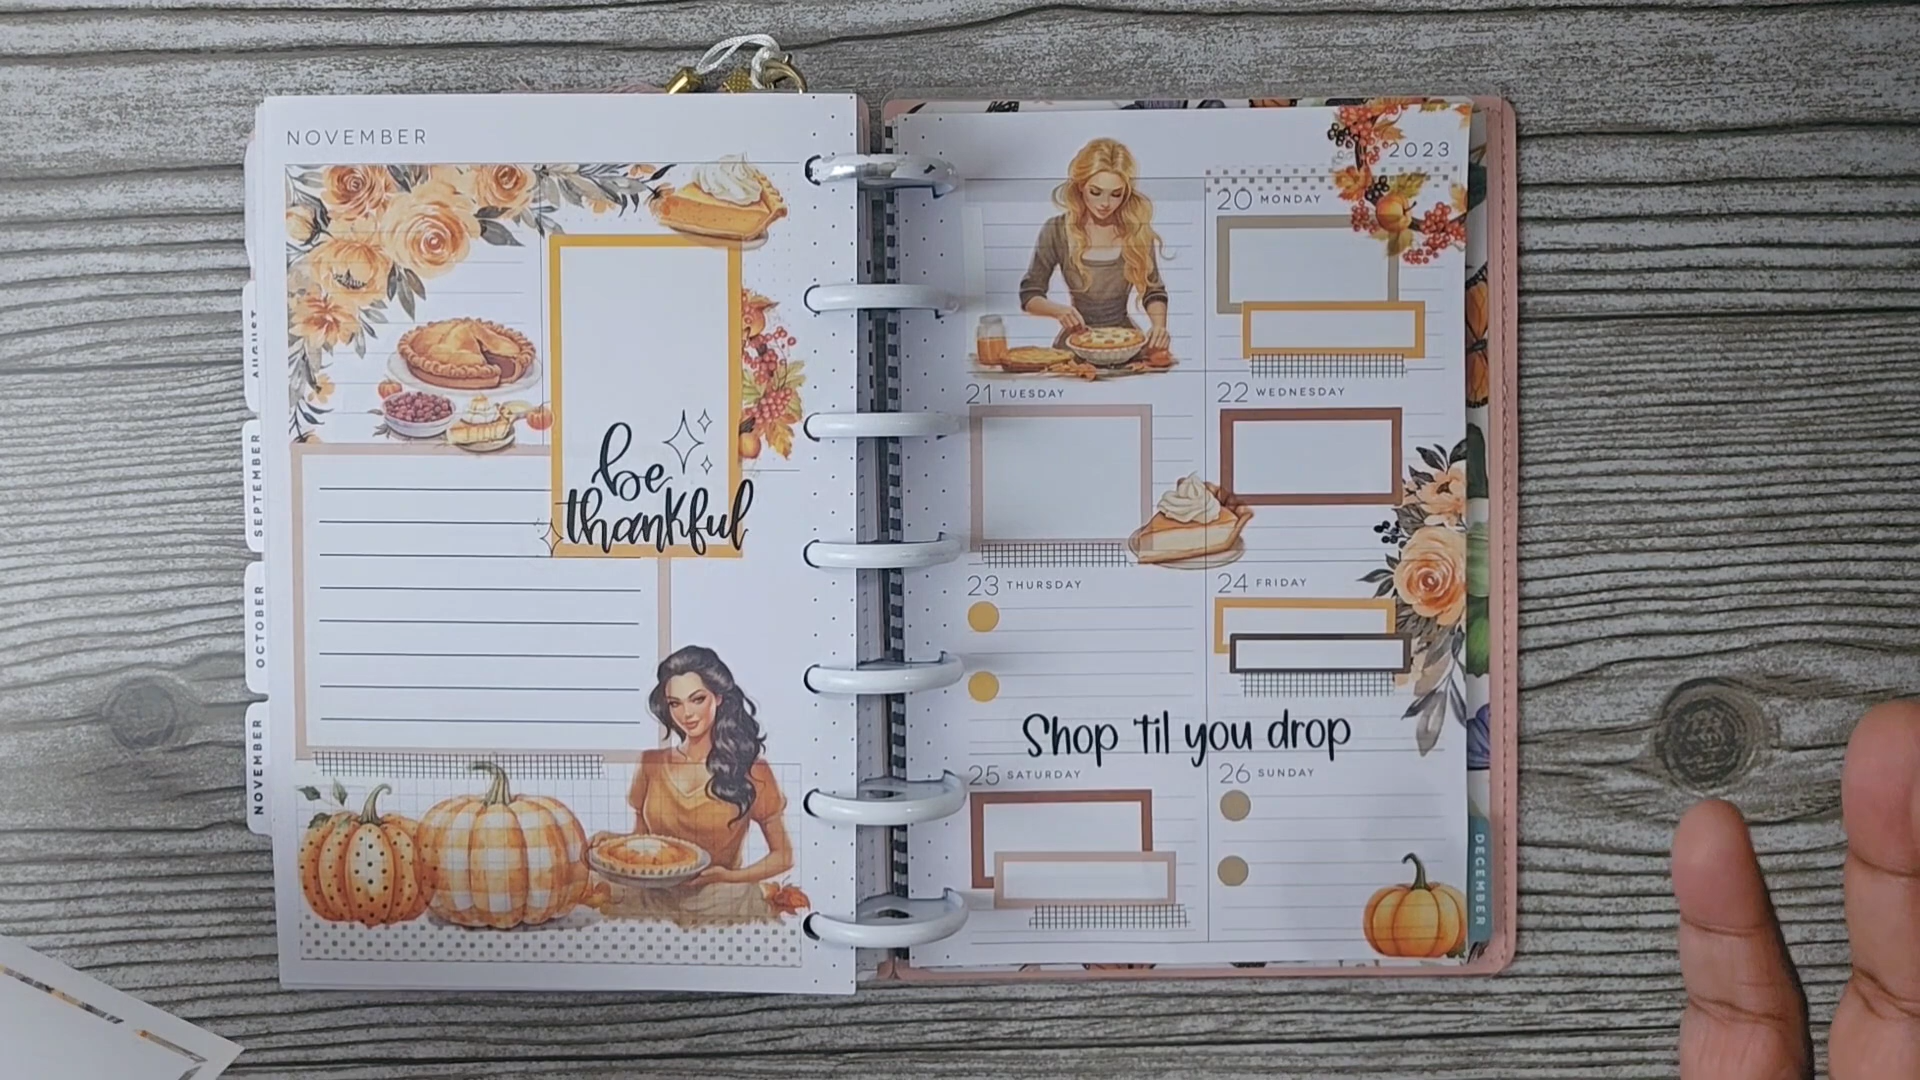 NOVEMBER
be
thankful
AUGUST
SEPTEMBER
OCTOBER
NOVEMBER
2023
20 MONDAY
21 TUESDAY
22 WEDNESDAY
23 THURSDAY
24 FRIDAY
Shop til you drop
25 SATURDAY
26 SUNDAY
DECEMBER